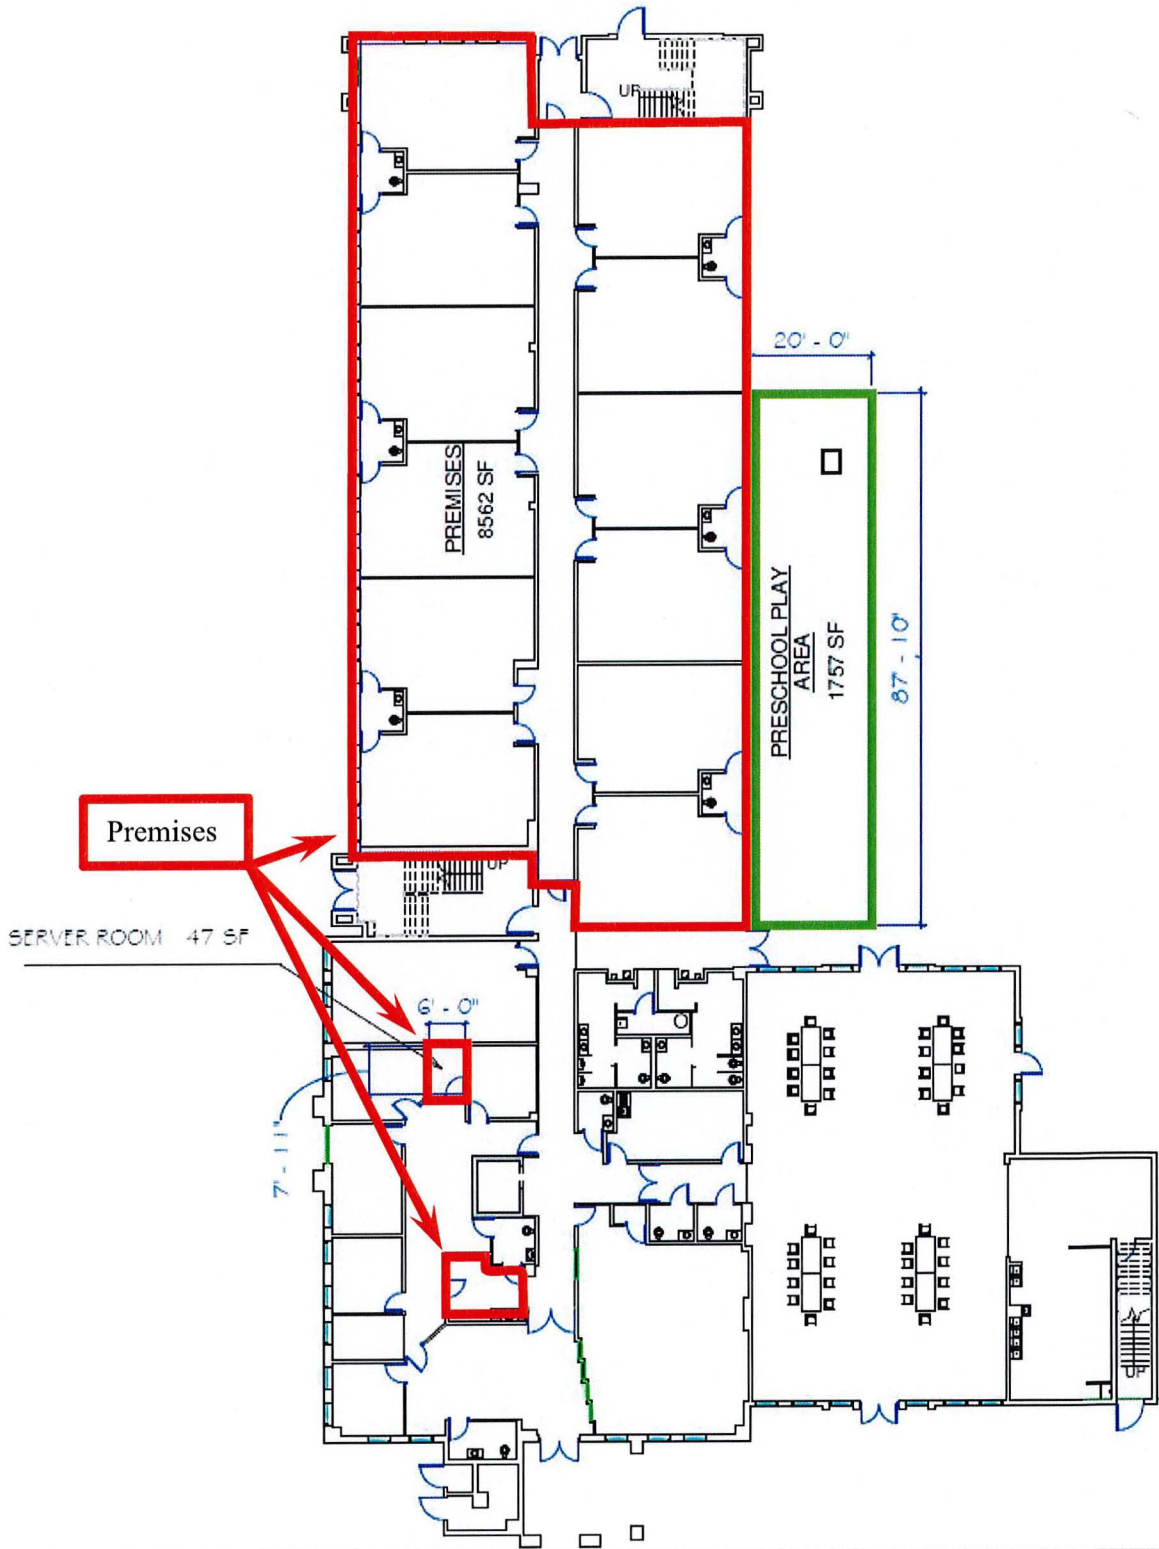 UP
20' - 0"
PREMISES
8562 SF
PRESCHOOL PLAY
AREA
1757 SF
87' - 10"
Premises
UP
SERVER ROOM 47 SF
6' - 0"
7' - 11"
UP